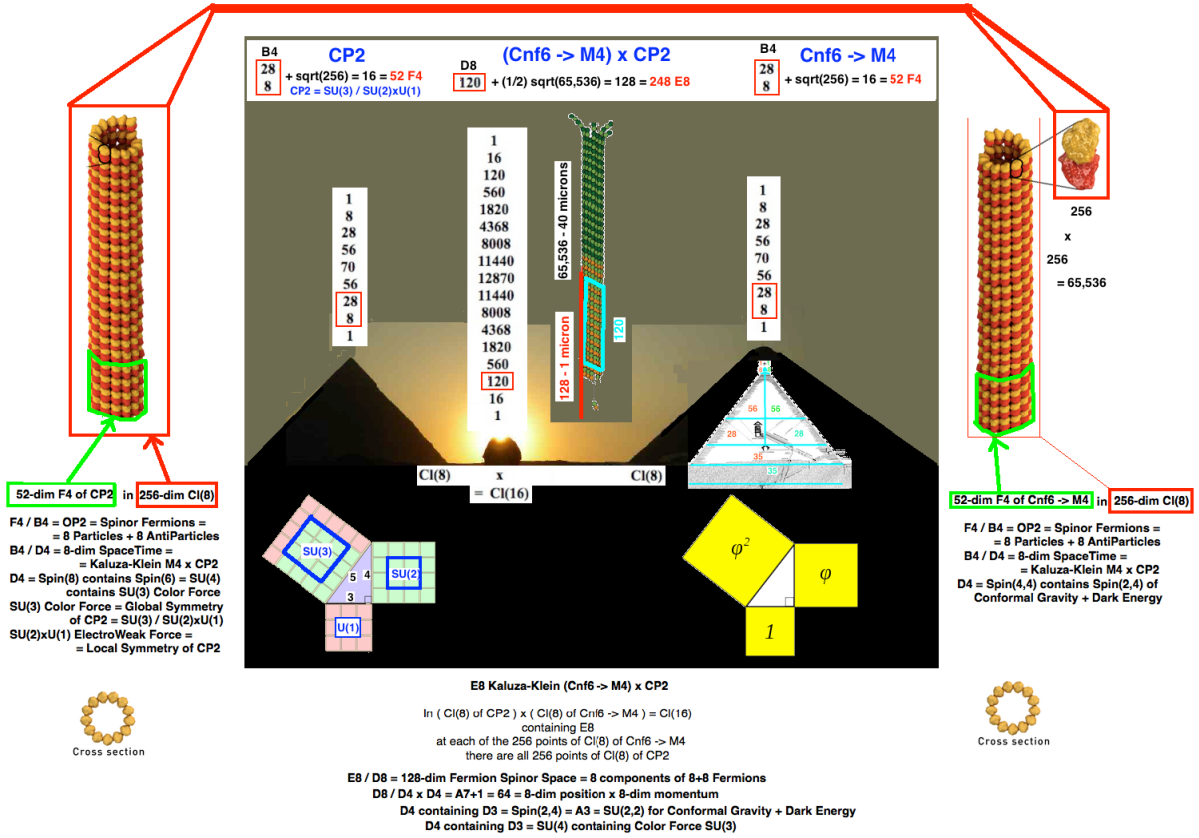 B4
28
8
CP2
+ sqrt(256) = 16 = 52 F4
CP2 = SU(3) / SU(2)xU(1)
(Cnf6 -> M4) x CP2
D8
120
+ (1/2) sqrt(65,536) = 128 = 248 E8
B4
28
8
Cnf6 -> M4
+ sqrt(256) = 16 = 52 F4
1
8
28
56
70
56
28
8
1
1
16
120
560
1820
4368
8008
11440
12870
11440
8008
4368
1820
560
120
16
1
65,536 - 40 microns
128 - 1 micron
120
1
8
28
56
70
56
28
8
1
256
x
256
= 65,536
56
56
28
28
35
35
Cl(8) x Cl(8)
= Cl(16)
52-dim F4 of CP2 in 256-dim Cl(8)
F4 / B4 = OP2 = Spinor Fermions =
= 8 Particles + 8 AntiParticles
B4 / D4 = 8-dim SpaceTime =
= Kaluza-Klein M4 x CP2
D4 = Spin(8) contains Spin(6) = SU(4)
contains SU(3) Color Force
SU(3) Color Force = Global Symmetry
of CP2 = SU(3) / SU(2)xU(1)
SU(2)xU(1) ElectroWeak Force =
= Local Symmetry of CP2
Cross section
SU(3)
SU(2)
U(1)
5
4
3
φ²
φ
1
52-dim F4 of Cnf6 -> M4 in 256-dim Cl(8)
F4 / B4 = OP2 = Spinor Fermions =
= 8 Particles + 8 AntiParticles
B4 / D4 = 8-dim SpaceTime =
= Kaluza-Klein M4 x CP2
D4 = Spin(4,4) contains Spin(2,4) of
Conformal Gravity + Dark Energy
Cross section
E8 Kaluza-Klein (Cnf6 -> M4) x CP2
In ( Cl(8) of CP2 ) x ( Cl(8) of Cnf6 -> M4 ) = Cl(16)
containing E8
at each of the 256 points of Cl(8) of Cnf6 -> M4
there are all 256 points of Cl(8) of CP2
E8 / D8 = 128-dim Fermion Spinor Space = 8 components of 8+8 Fermions
D8 / D4 x D4 = A7+1 = 64 = 8-dim position x 8-dim momentum
D4 containing D3 = Spin(2,4) = A3 = SU(2,2) for Conformal Gravity + Dark Energy
D4 containing D3 = SU(4) containing Color Force SU(3)